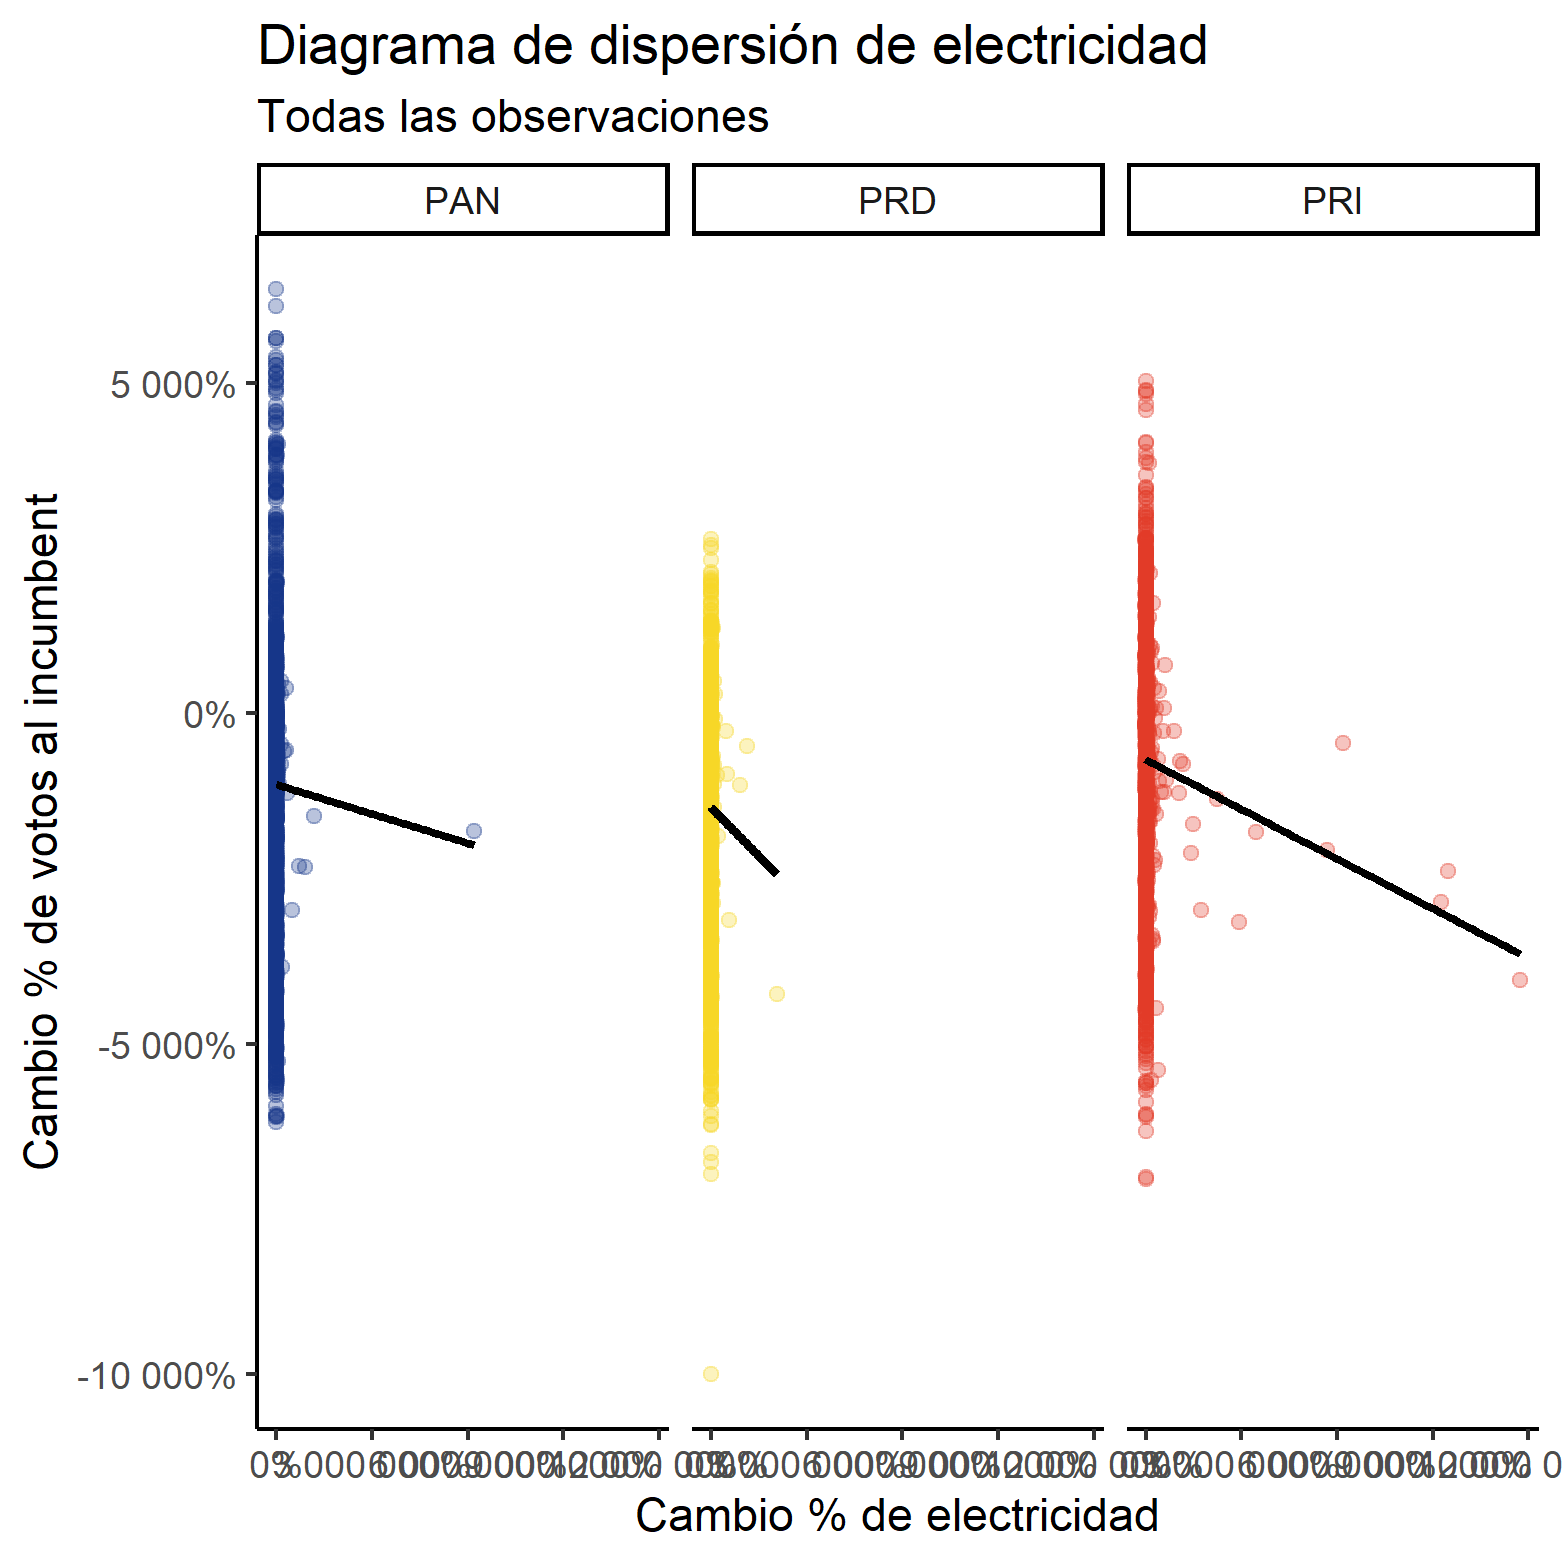 Diagrama de dispersión de electricidad
Todas las observaciones
PAN PRD PRI
5 000%
0%
-5 000%
-10 000%
Cambio % de votos al incumbent
Cambio % de electricidad